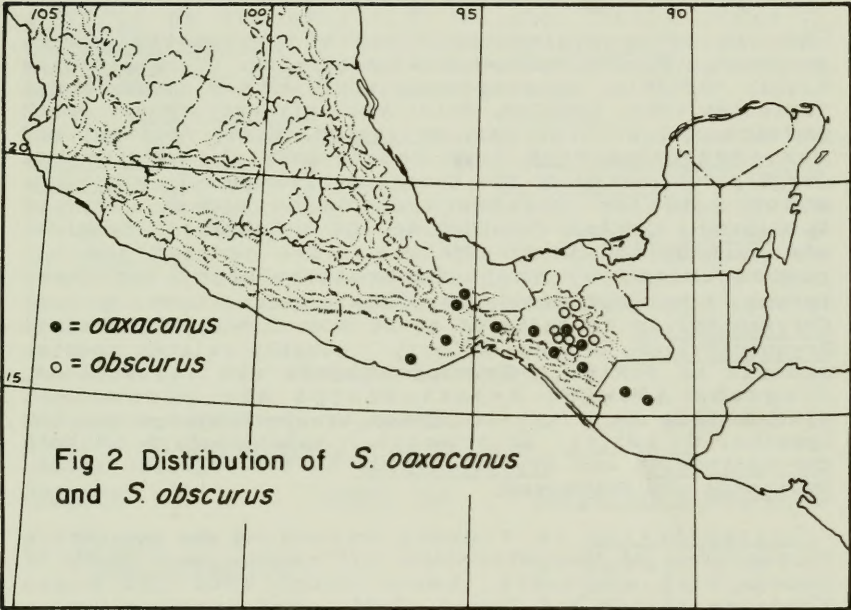 105
100
95
90
20
● = oaxacanus
○ = obscurus
15
Fig 2 Distribution of S. oaxacanus
and S. obscurus